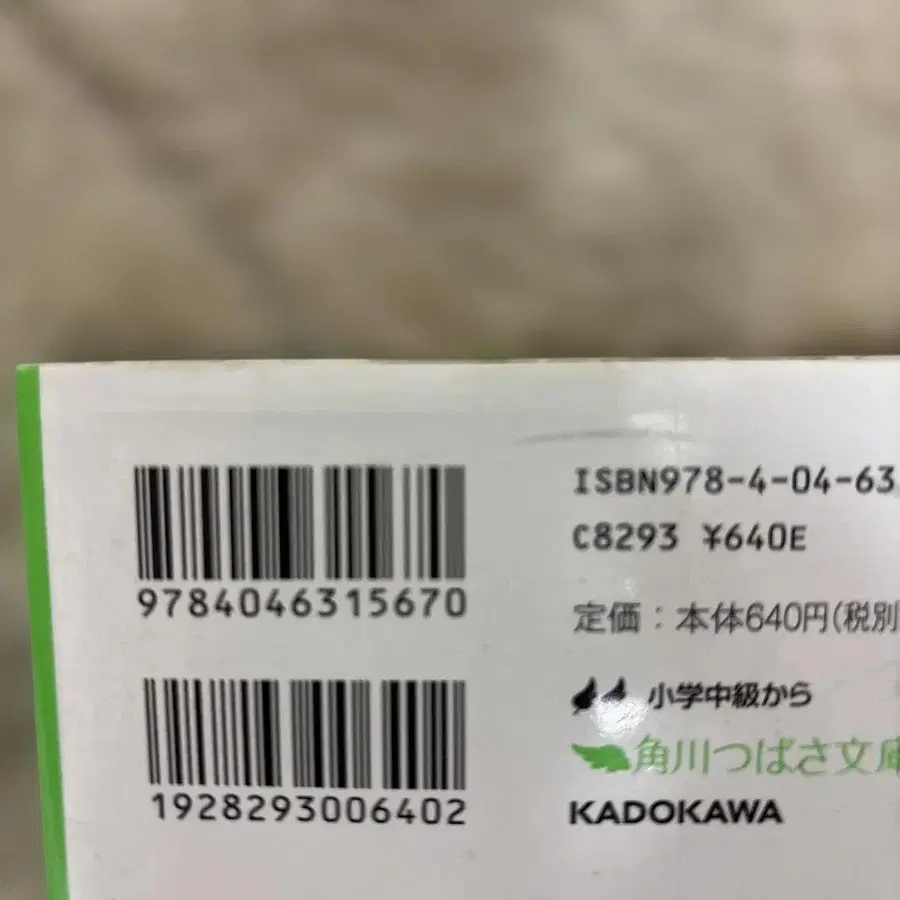 9784046315670
1928293006402
ISBN978-4-04-63
C8293 ¥640E
定価:本体640円(税別
小学中級から
角川つばさ文庫
KADOKAWA